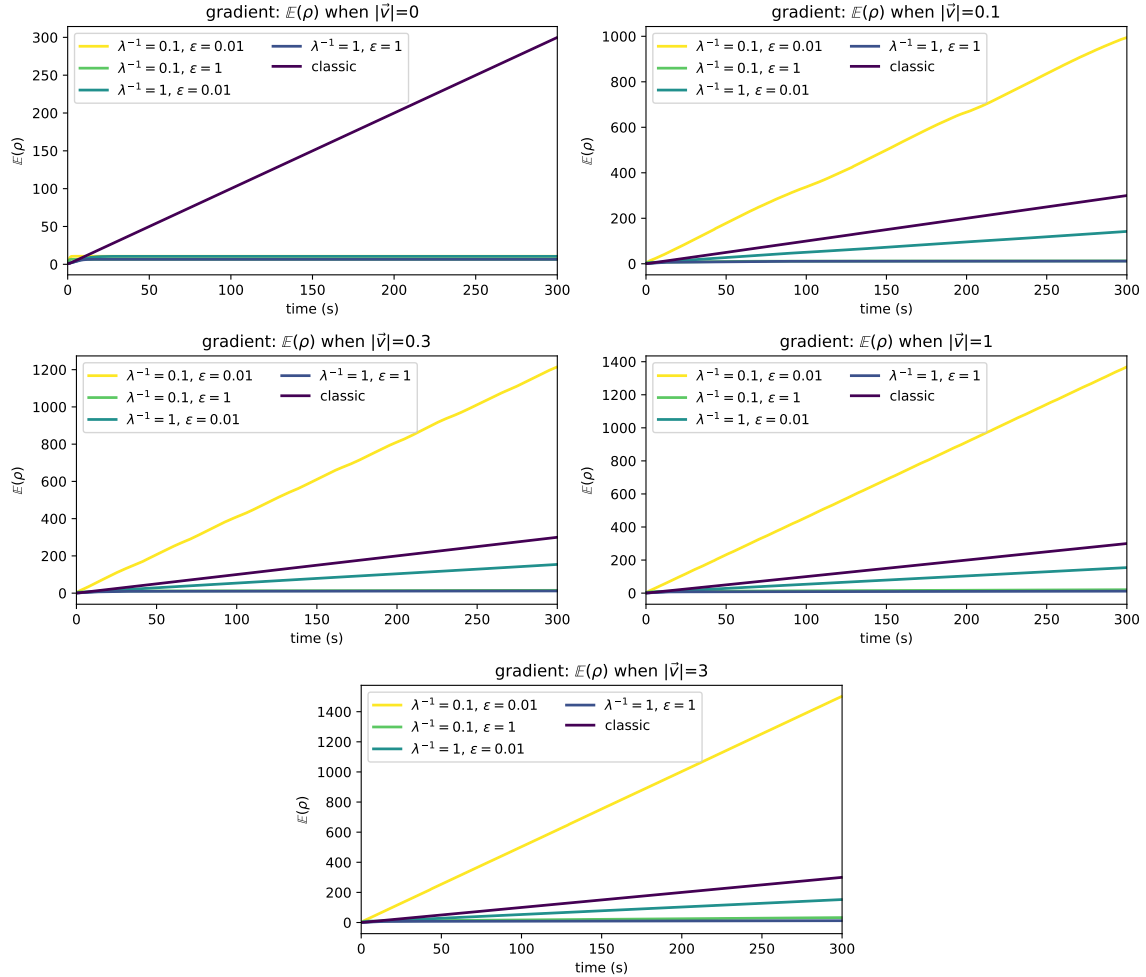 gradient: 𝔼(ρ) when |v⃗|=0
λ⁻¹ = 0.1, ε = 0.01
λ⁻¹ = 0.1, ε = 1
λ⁻¹ = 1, ε = 0.01
λ⁻¹ = 1, ε = 1
classic
300
250
200
150
100
50
0
𝔼(ρ)
0 50 100 150 200 250 300
time (s)
gradient: 𝔼(ρ) when |v⃗|=0.1
λ⁻¹ = 0.1, ε = 0.01
λ⁻¹ = 0.1, ε = 1
λ⁻¹ = 1, ε = 0.01
λ⁻¹ = 1, ε = 1
classic
1000
800
600
400
200
0
𝔼(ρ)
0 50 100 150 200 250 300
time (s)
gradient: 𝔼(ρ) when |v⃗|=0.3
λ⁻¹ = 0.1, ε = 0.01
λ⁻¹ = 0.1, ε = 1
λ⁻¹ = 1, ε = 0.01
λ⁻¹ = 1, ε = 1
classic
1200
1000
800
600
400
200
0
𝔼(ρ)
0 50 100 150 200 250 300
time (s)
gradient: 𝔼(ρ) when |v⃗|=1
λ⁻¹ = 0.1, ε = 0.01
λ⁻¹ = 0.1, ε = 1
λ⁻¹ = 1, ε = 0.01
λ⁻¹ = 1, ε = 1
classic
1400
1200
1000
800
600
400
200
0
𝔼(ρ)
0 50 100 150 200 250 300
time (s)
gradient: 𝔼(ρ) when |v⃗|=3
λ⁻¹ = 0.1, ε = 0.01
λ⁻¹ = 0.1, ε = 1
λ⁻¹ = 1, ε = 0.01
λ⁻¹ = 1, ε = 1
classic
1400
1200
1000
800
600
400
200
0
𝔼(ρ)
0 50 100 150 200 250 300
time (s)